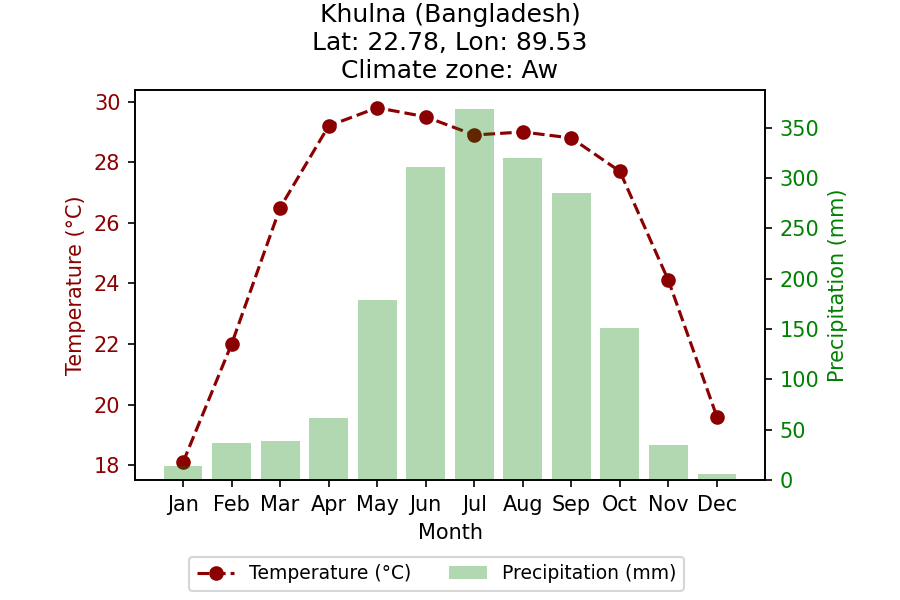 Khulna (Bangladesh)
Lat: 22.78, Lon: 89.53
Climate zone: Aw
Temperature (°C)
30
28
26
24
22
20
18
350
300
250
200
150
100
50
0
Precipitation (mm)
Jan Feb Mar Apr May Jun Jul Aug Sep Oct Nov Dec
Month
Temperature (°C) Precipitation (mm)